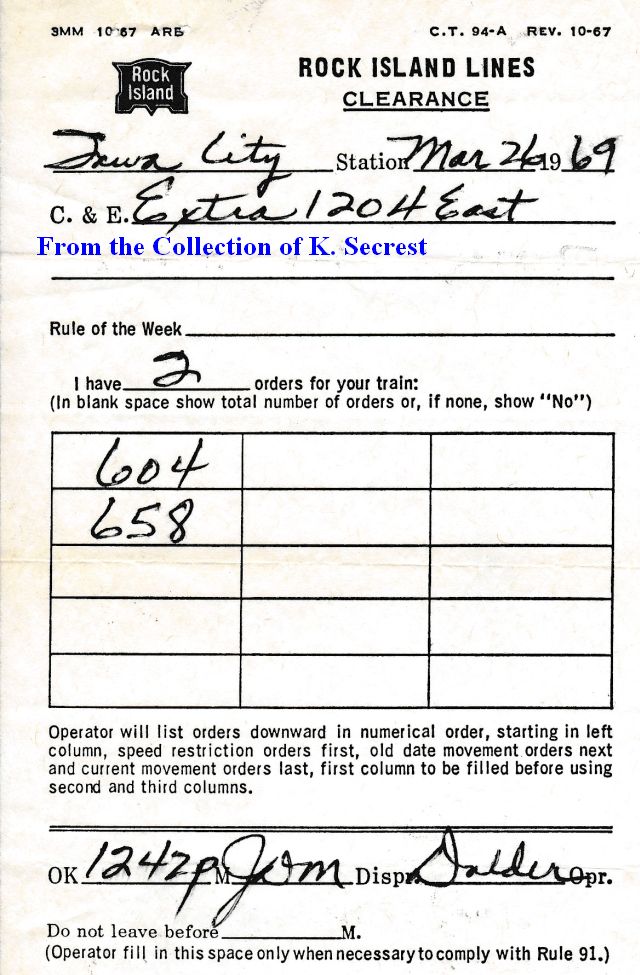 3MM 10 67 ARB C.T. 94-A REV. 10-67
Rock
Island
ROCK ISLAND LINES
CLEARANCE
Iowa City Station Mar 26 1969
C. & E. Extra 1204 East
From the Collection of K. Secrest
Rule of the Week
I have 2 orders for your train:
(In blank space show total number of orders or, if none, show "No")
604
658
Operator will list orders downward in numerical order, starting in left
column, speed restriction orders first, old date movement orders next
and current movement orders last, first column to be filled before using
second and third columns.
OK 1247p M JDM Dispr. Dalder Opr.
Do not leave before M.
(Operator fill in this space only when necessary to comply with Rule 91.)